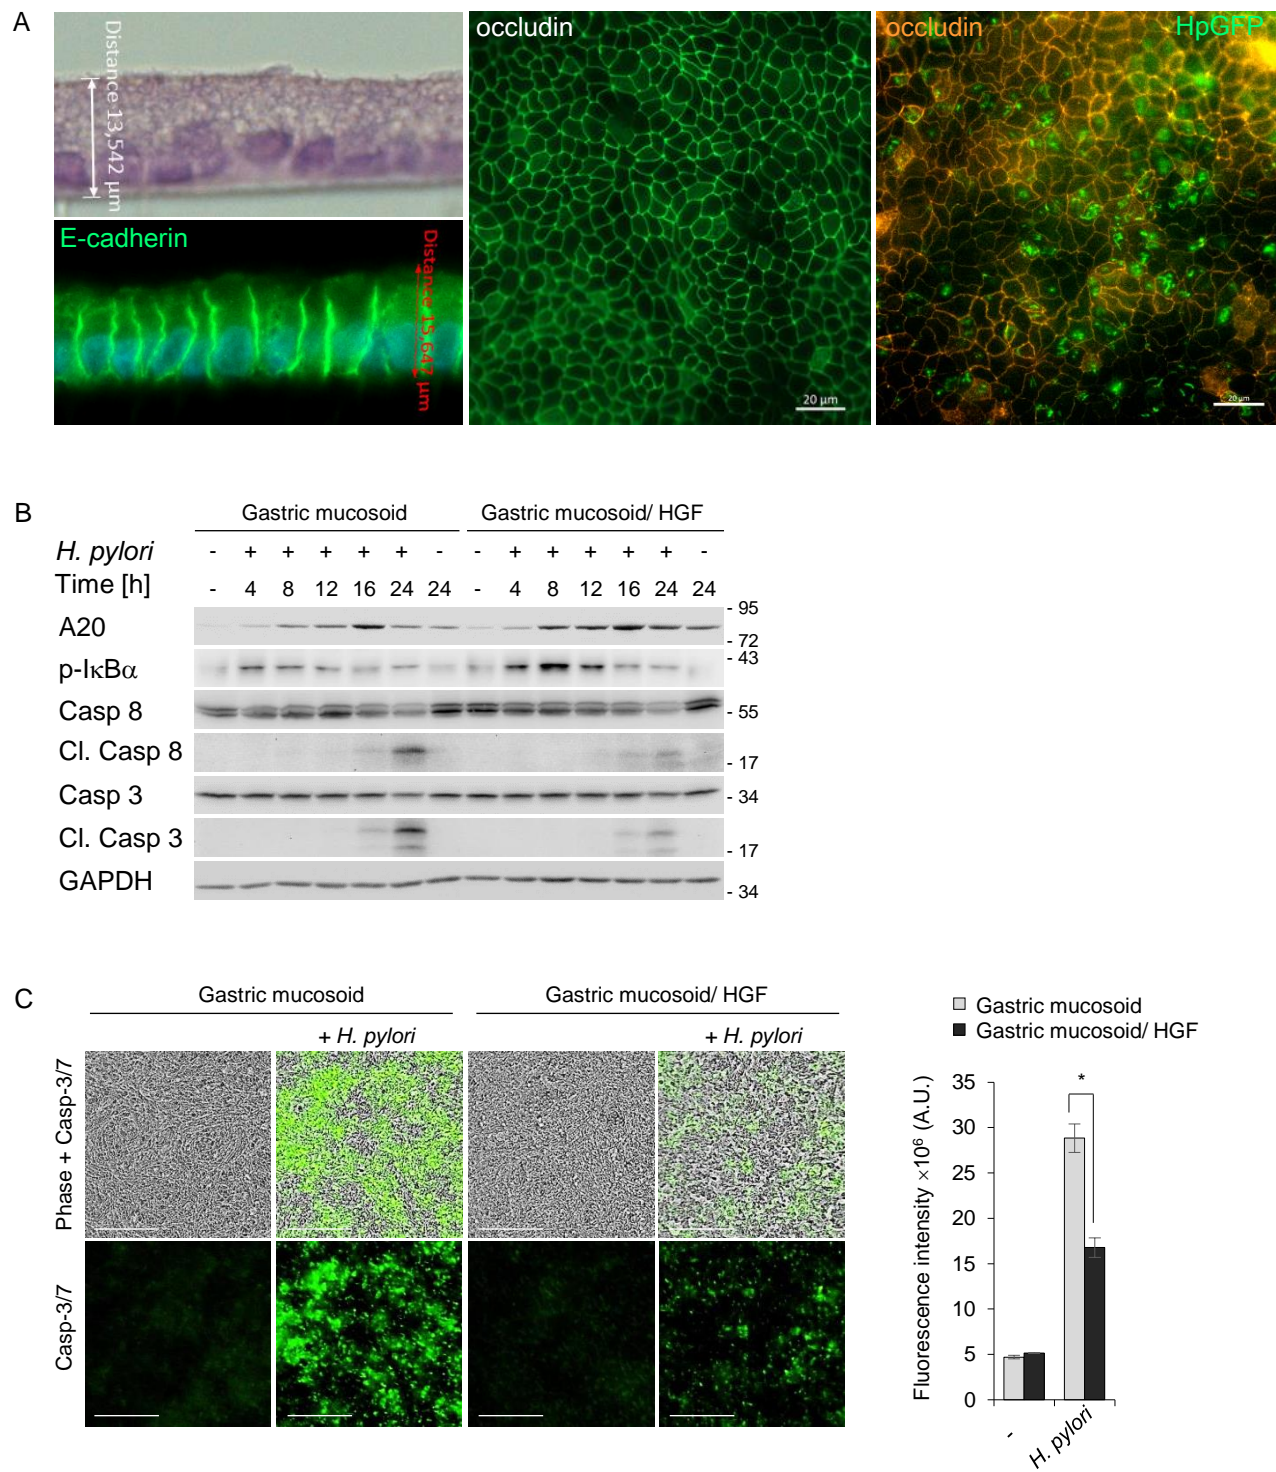 A
Distance 13,542 µm
E-cadherin
Distance 15,647 µm
occludin
20 µm
occludin HpGFP
20 µm
B
Gastric mucosoid Gastric mucosoid/ HGF
H. pylori - + + + + + - - + + + + + -
Time [h] - 4 8 12 16 24 24 - 4 8 12 16 24 24
A20 - 95
- 72
p-IκBα - 43
Casp 8 - 55
Cl. Casp 8 - 17
Casp 3 - 34
Cl. Casp 3 - 17
GAPDH - 34
C
Gastric mucosoid Gastric mucosoid/ HGF
+ H. pylori + H. pylori
Phase + Casp-3/7
Casp-3/7
Gastric mucosoid
Gastric mucosoid/ HGF
Fluorescence intensity ×10⁶ (A.U.)
35
30
25
20
15
10
5
0
*
- H. pylori